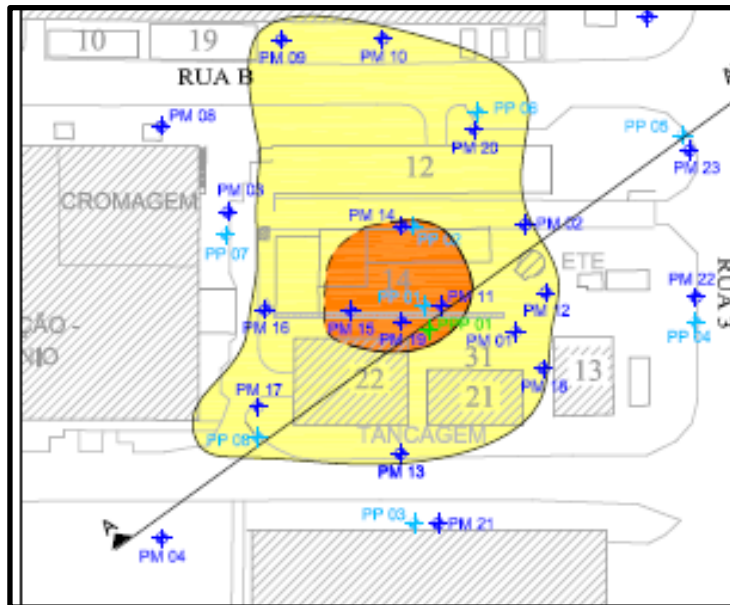 10
19
PM 09
PM 10
RUA B
PM 08
PP 06
PM 20
PP 05
PM 23
12
CROMAGEM
PM 03
PP 07
PM 14
PP 02
PM 02
ETE
14
PP 01
PM 11
PM 12
PM 22
RUA 3
PM 16
PM 15
PM 19
PPP 01
PM 01
PP 04
ÇÃO -
NIO
31
22
21
PM 18
13
PM 17
PP 08
TANCAGEM
PM 13
PP 03
PM 21
A
PM 04